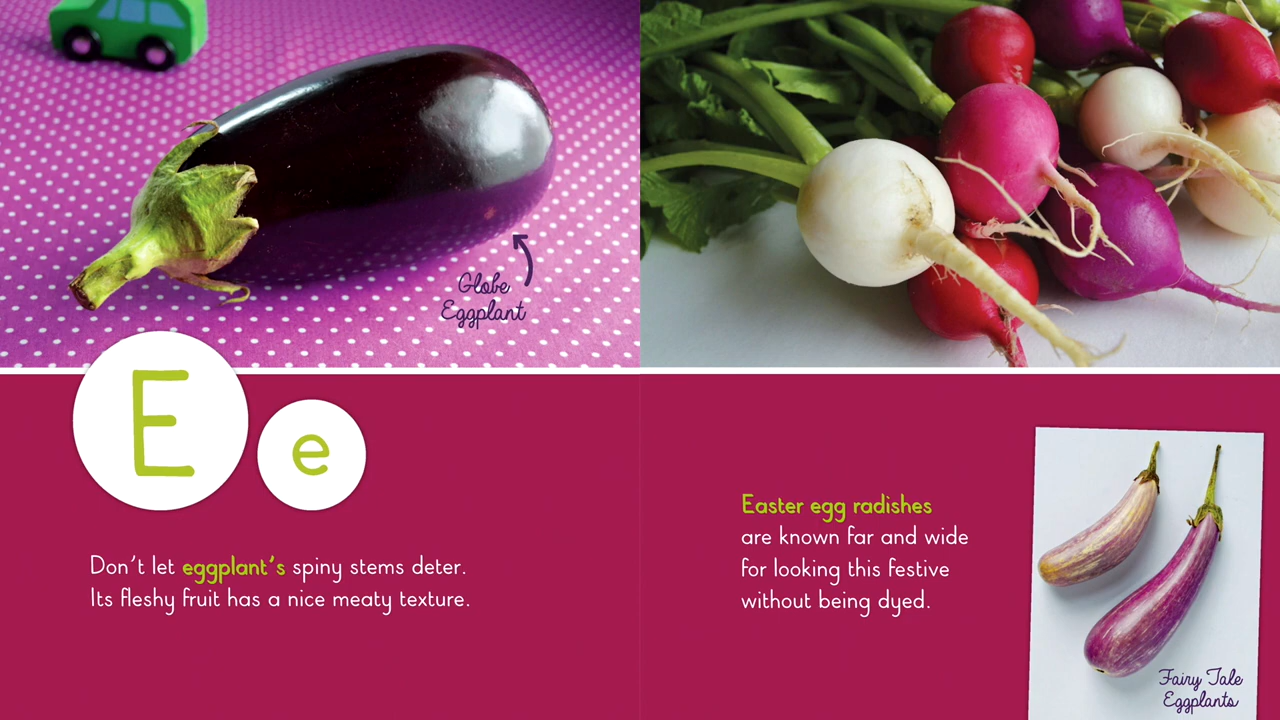 Globe
Eggplant
E e
Don't let eggplant's spiny stems deter.
Its fleshy fruit has a nice meaty texture.
Easter egg radishes
are known far and wide
for looking this festive
without being dyed.
Fairy Tale
Eggplants